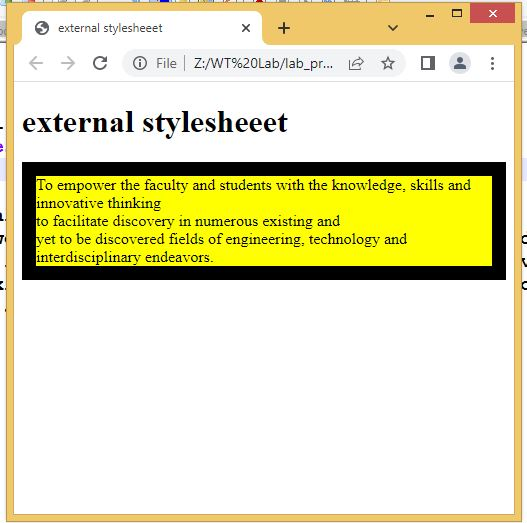 external stylesheeet
File | Z:/WT%20Lab/lab_pr...
external stylesheeet
To empower the faculty and students with the knowledge, skills and
innovative thinking
to facilitate discovery in numerous existing and
yet to be discovered fields of engineering, technology and
interdisciplinary endeavors.